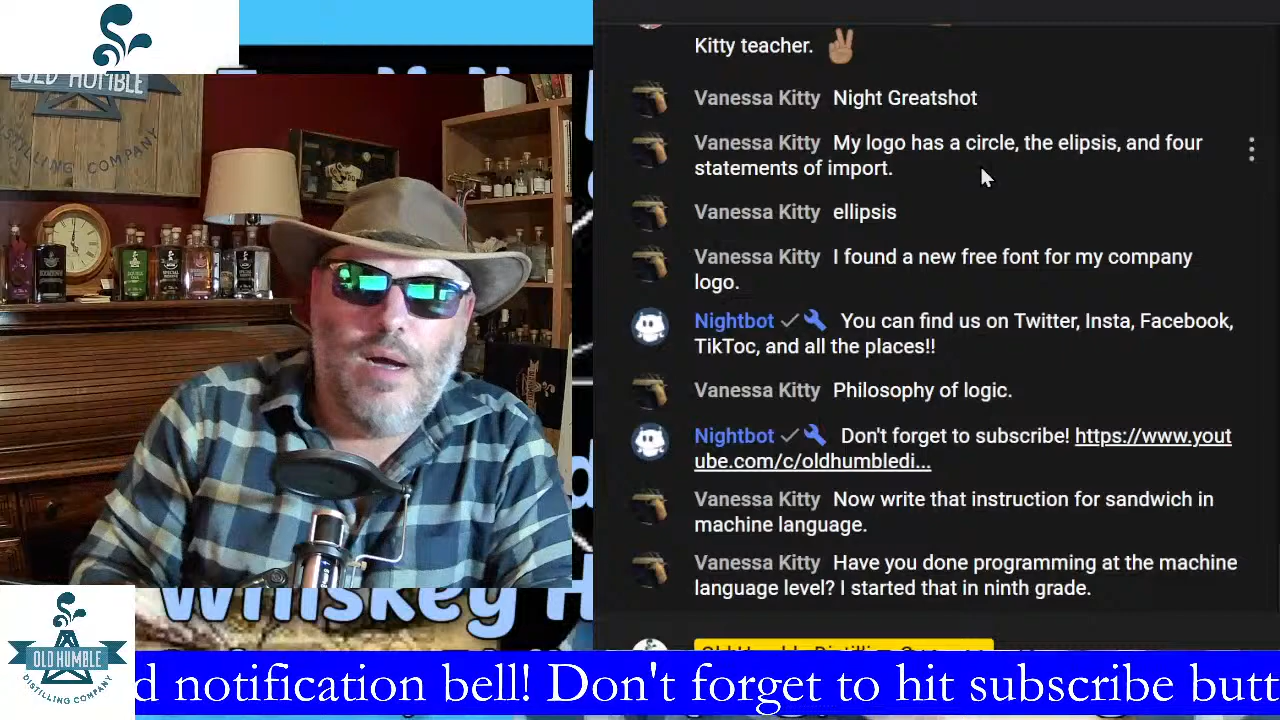 OLD HUMBLE
DISTILLING COMPANY
Kitty teacher. ✌🏽
Vanessa Kitty Night Greatshot
Vanessa Kitty My logo has a circle, the elipsis, and four
statements of import.
Vanessa Kitty ellipsis
Vanessa Kitty I found a new free font for my company
logo.
Nightbot You can find us on Twitter, Insta, Facebook,
TikToc, and all the places!!
Vanessa Kitty Philosophy of logic.
Nightbot Don't forget to subscribe! https://www.yout
ube.com/c/oldhumbledi...
Vanessa Kitty Now write that instruction for sandwich in
machine language.
Vanessa Kitty Have you done programming at the machine
language level? I started that in ninth grade.
Whiskey H
OLD HUMBLE
DISTILLING COMPANY
d notification bell! Don't forget to hit subscribe butt